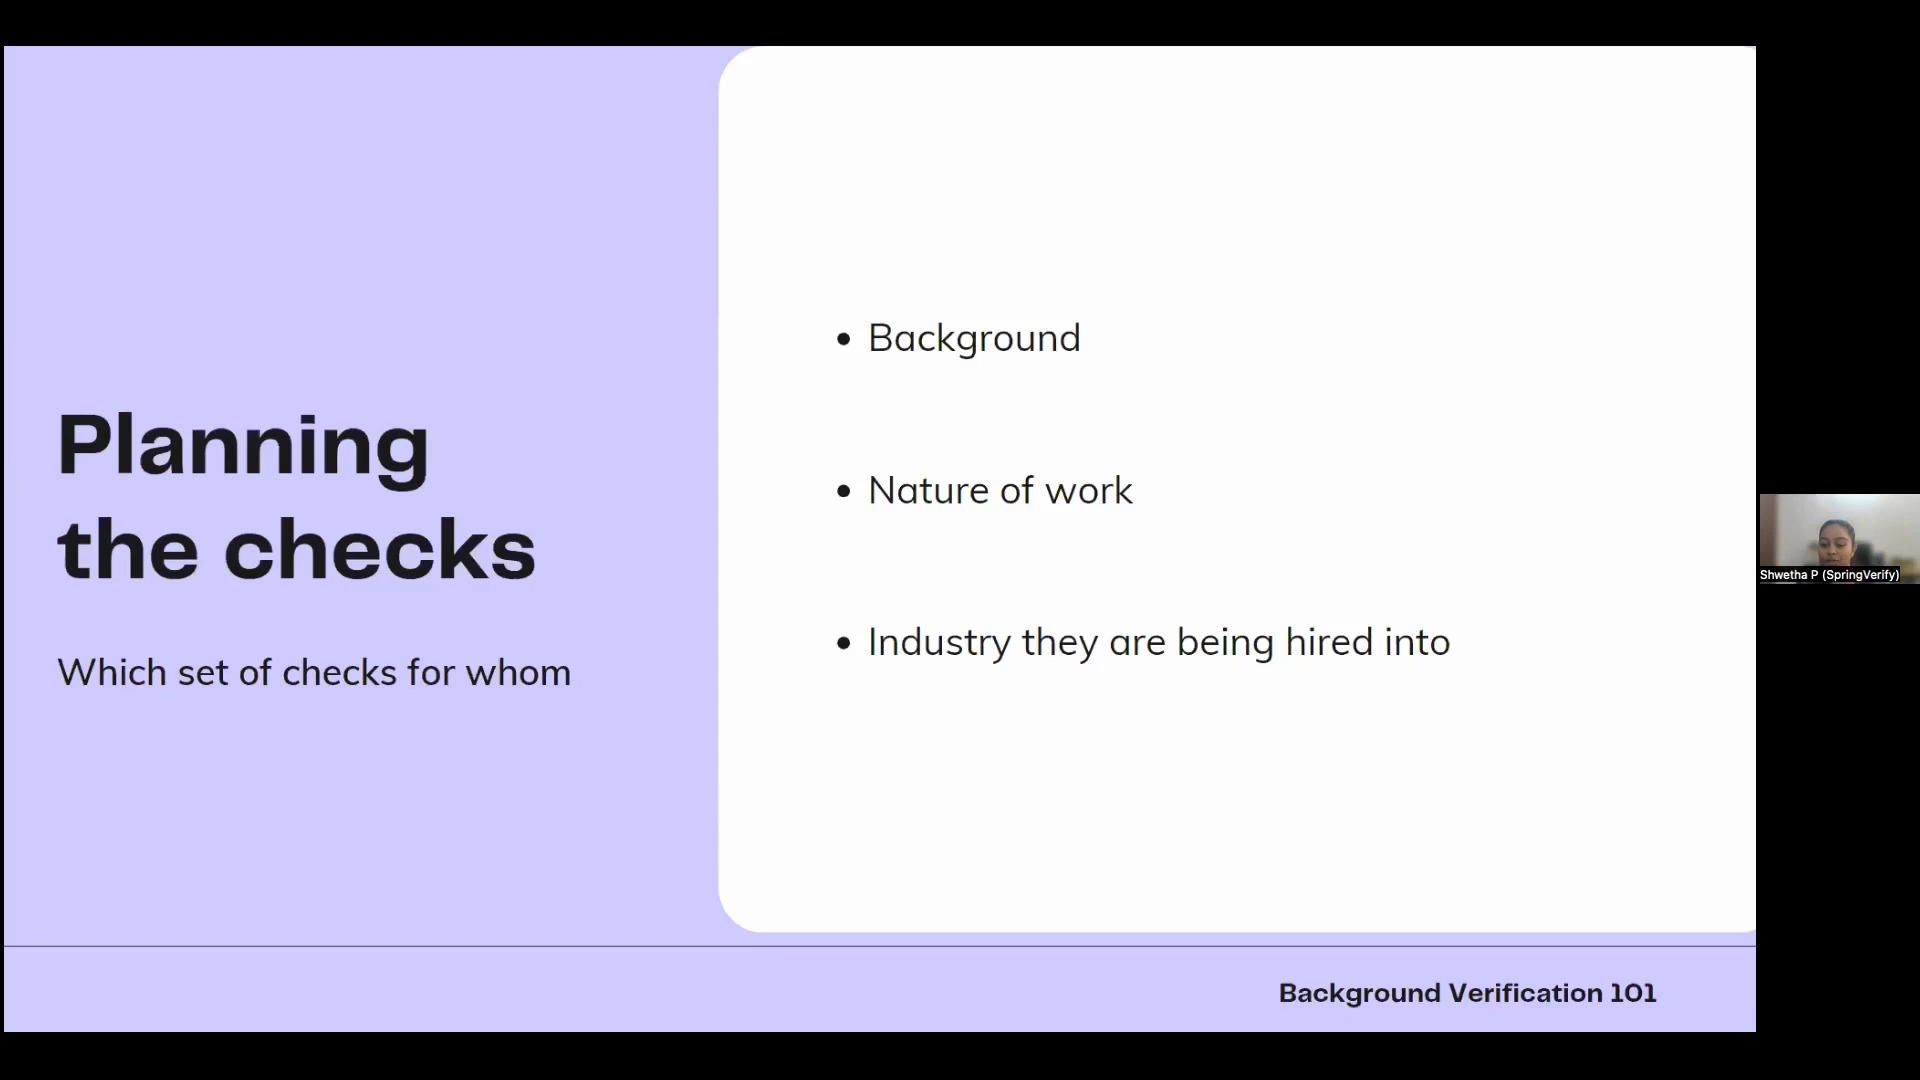 Planning
the checks
Which set of checks for whom
• Background
• Nature of work
• Industry they are being hired into
Shwetha P (SpringVerify)
Background Verification 101